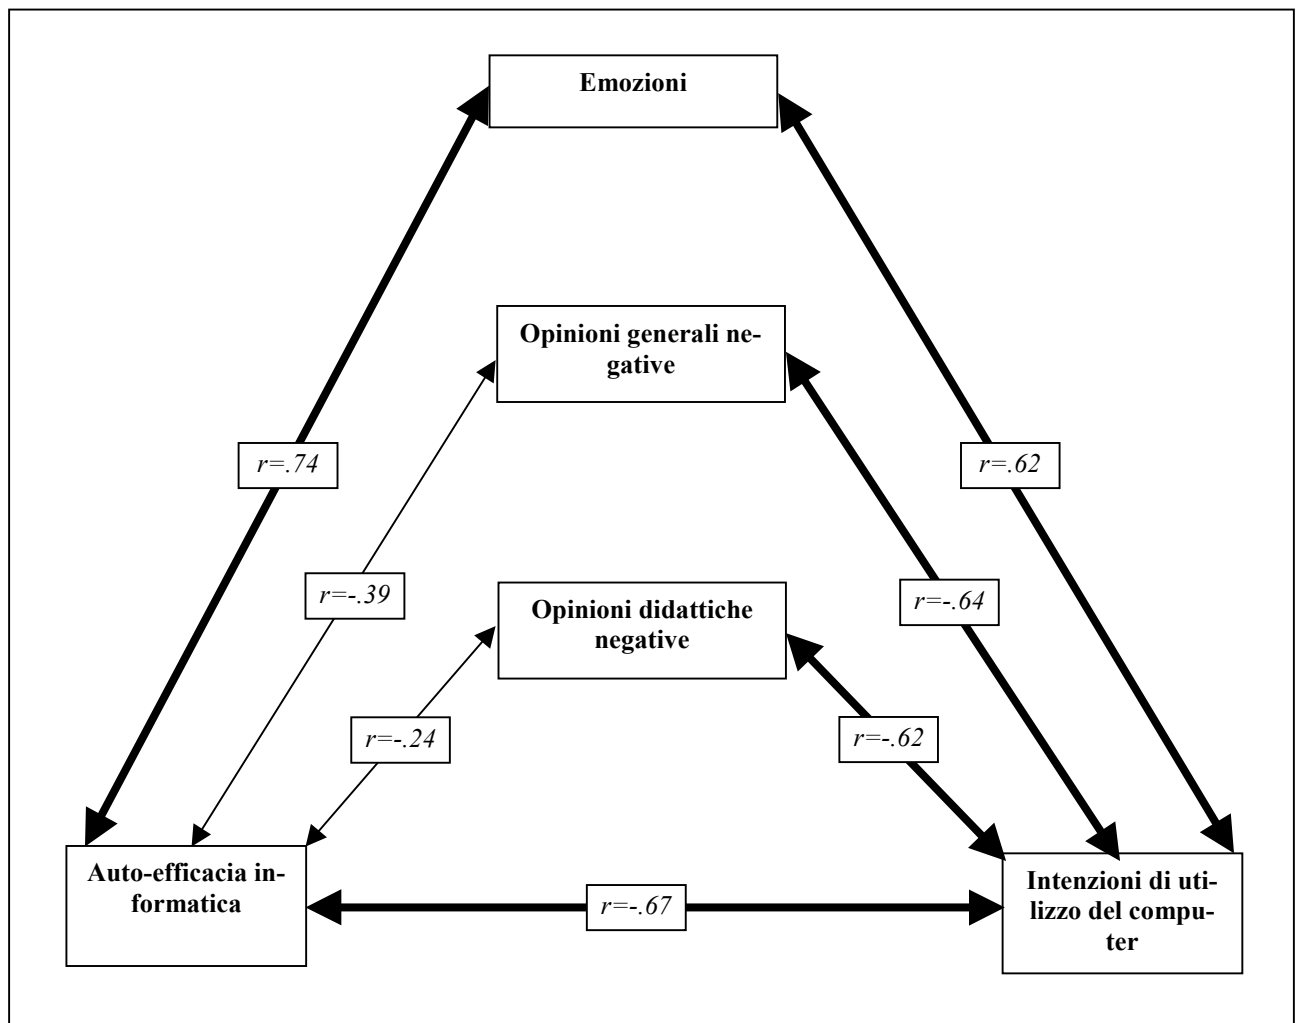 Emozioni
Opinioni generali ne-
gative
r=.74
r=.62
r=-.39
r=-.64
Opinioni didattiche
negative
r=-.24
r=-.62
Auto-efficacia in-
formatica
r=-.67
Intenzioni di uti-
lizzo del compu-
ter